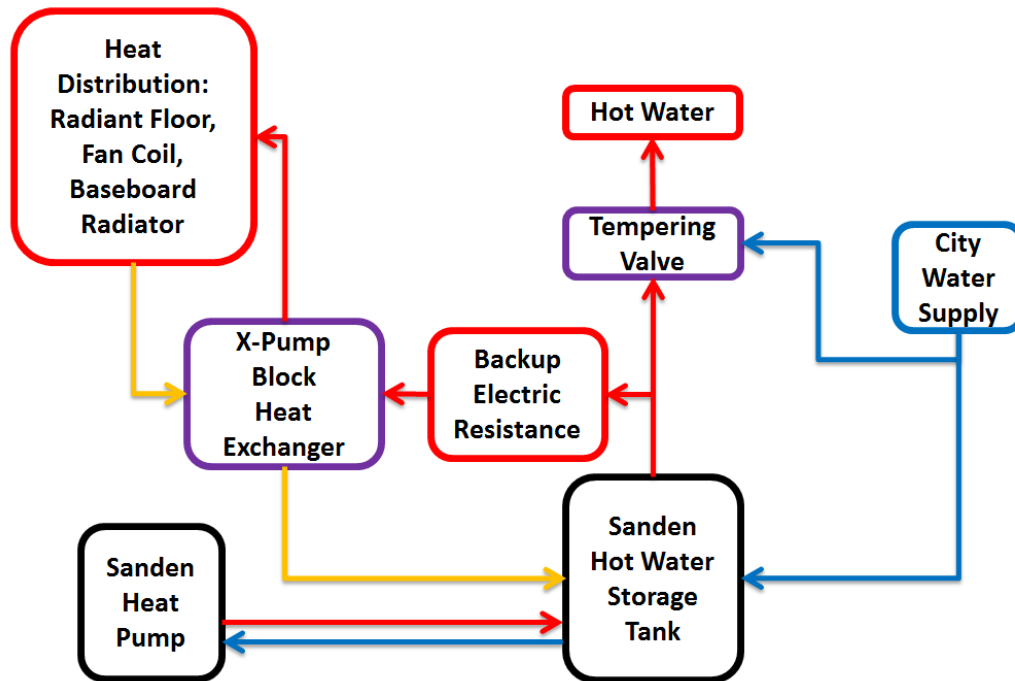 Heat
Distribution:
Radiant Floor,
Fan Coil,
Baseboard
Radiator
Hot Water
Tempering
Valve
City
Water
Supply
X-Pump
Block
Heat
Exchanger
Backup
Electric
Resistance
Sanden
Heat
Pump
Sanden
Hot Water
Storage
Tank